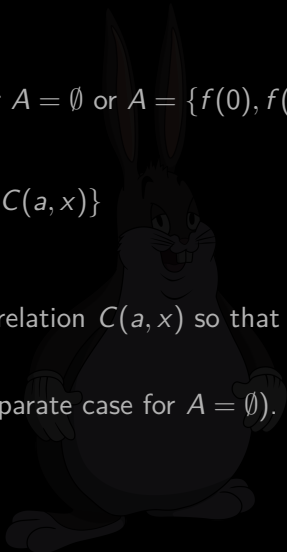 A = ∅ or A = {f(0), f(
C(a, x)}
relation C(a, x) so that
parate case for A = ∅).